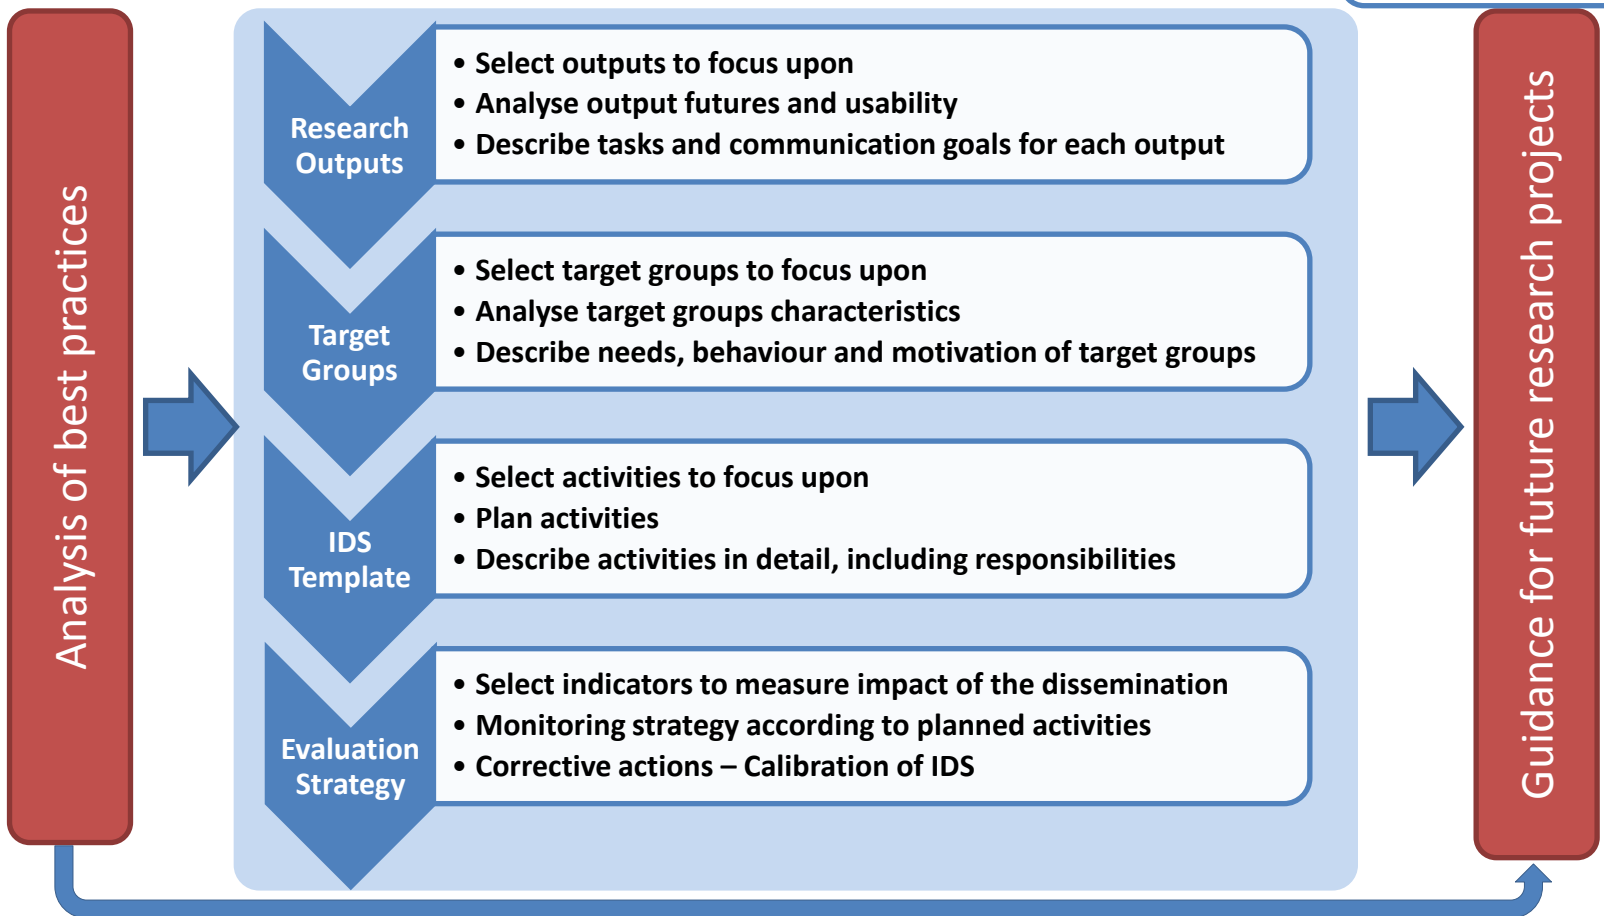 Analysis of best practices
Research
Outputs
• Select outputs to focus upon
• Analyse output futures and usability
• Describe tasks and communication goals for each output
Target
Groups
• Select target groups to focus upon
• Analyse target groups characteristics
• Describe needs, behaviour and motivation of target groups
IDS
Template
• Select activities to focus upon
• Plan activities
• Describe activities in detail, including responsibilities
Evaluation
Strategy
• Select indicators to measure impact of the dissemination
• Monitoring strategy according to planned activities
• Corrective actions – Calibration of IDS
Guidance for future research projects